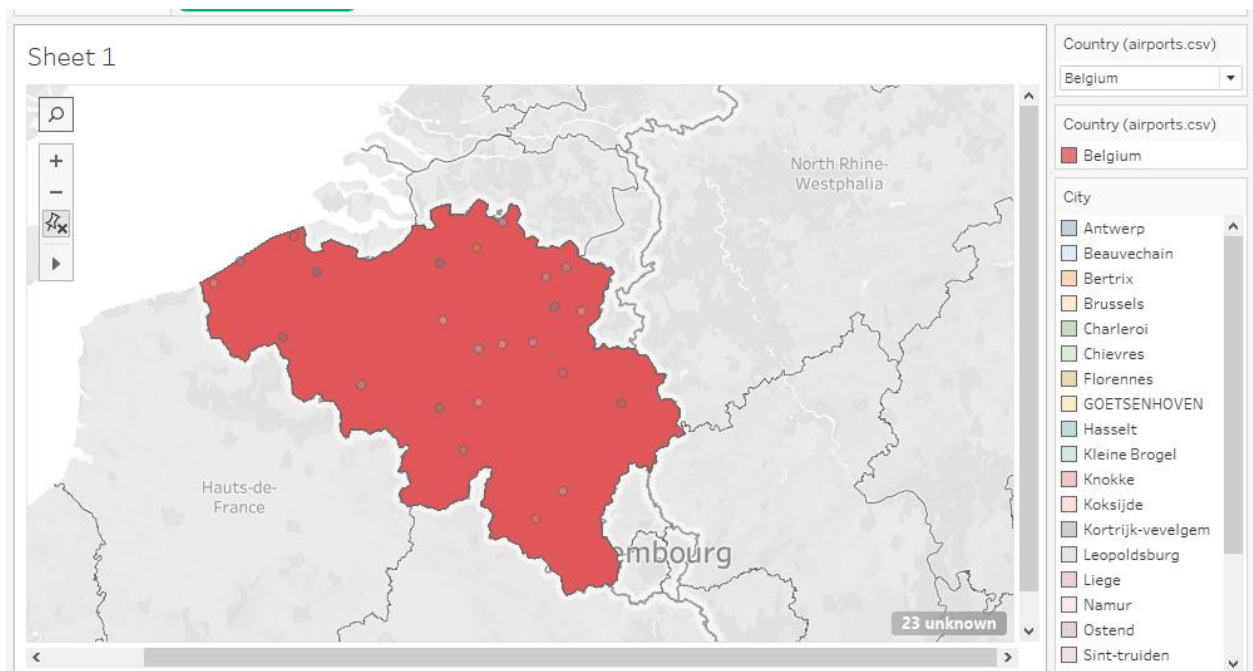 Sheet 1
North Rhine-
Westphalia
Hauts-de-
France
embourg
23 unknown
Country (airports.csv)
Belgium
Country (airports.csv)
Belgium
City
Antwerp
Beauvechain
Bertrix
Brussels
Charleroi
Chievres
Florennes
GOETSENHOVEN
Hasselt
Kleine Brogel
Knokke
Koksijde
Kortrijk-vevelgem
Leopoldsburg
Liege
Namur
Ostend
Sint-truiden